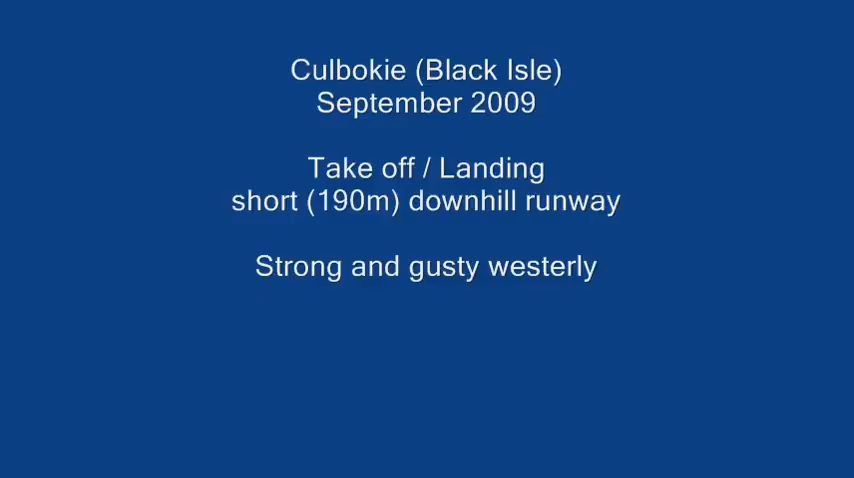 Culbokie (Black Isle)
September 2009
Take off / Landing
short (190m) downhill runway
Strong and gusty westerly